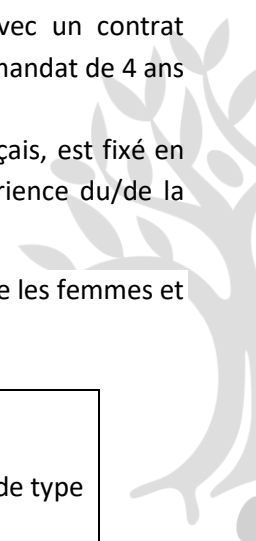 vec un contrat
mandat de 4 ans
çais, est fixé en
rience du/de la
e les femmes et
de type